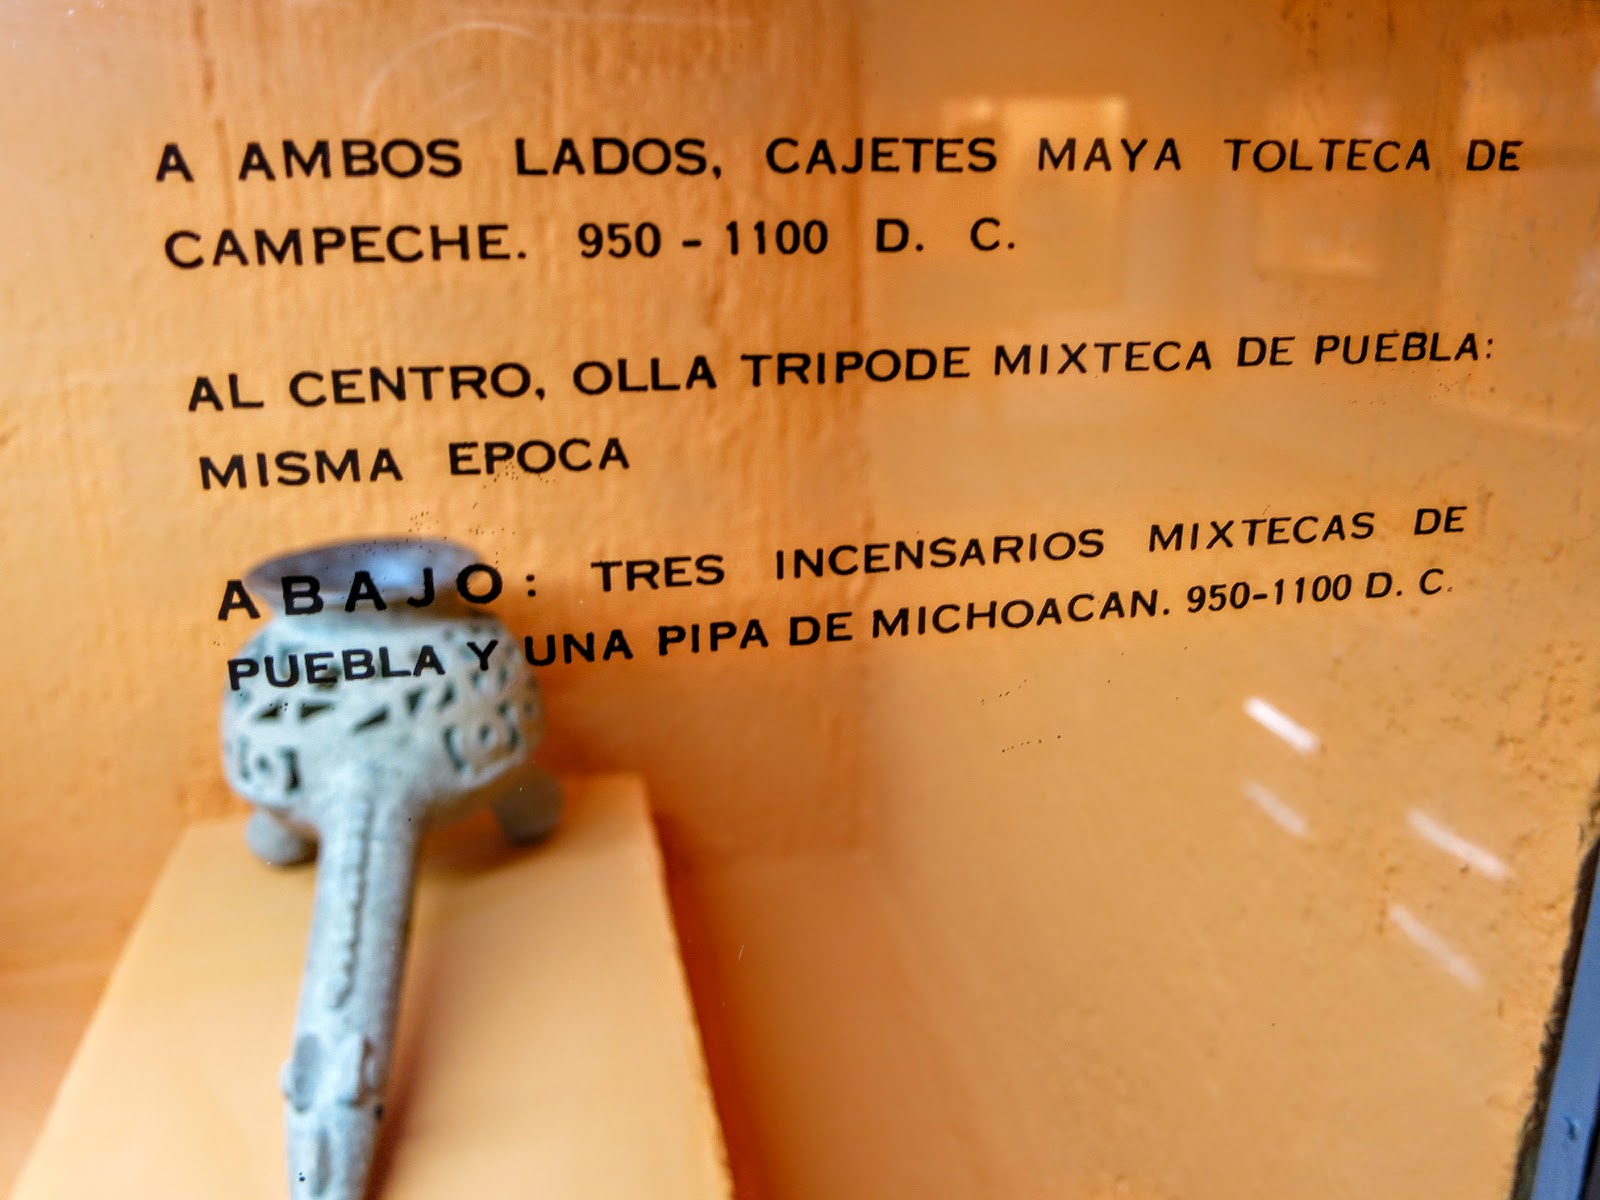 A AMBOS LADOS, CAJETES MAYA TOLTECA DE
CAMPECHE. 950 - 1100 D. C.
AL CENTRO, OLLA TRIPODE MIXTECA DE PUEBLA:
MISMA EPOCA
ABAJO: TRES INCENSARIOS MIXTECAS DE
PUEBLA Y UNA PIPA DE MICHOACAN. 950-1100 D. C.